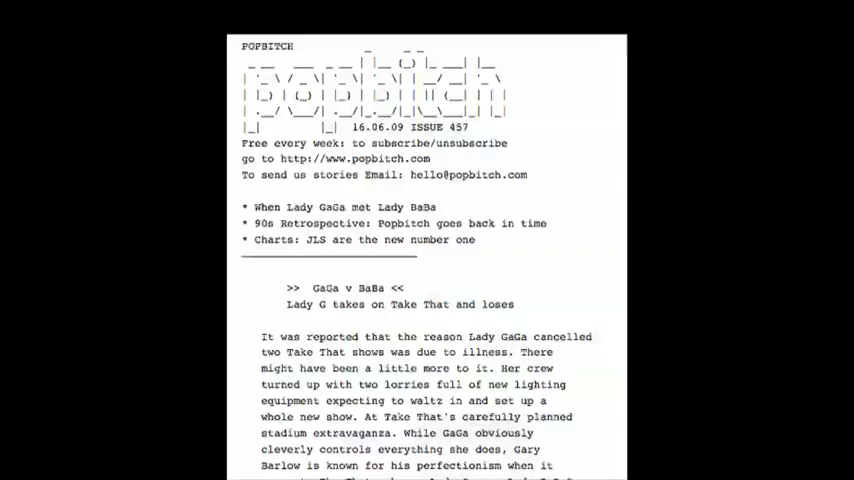 POPBITCH
popbitch
16.06.09 ISSUE 457
Free every week: to subscribe/unsubscribe
go to http://www.popbitch.com
To send us stories Email: hello@popbitch.com
* When Lady GaGa met Lady BaBa
* 90s Retrospective: Popbitch goes back in time
* Charts: JLS are the new number one
>> GaGa v BaBa <<
Lady G takes on Take That and loses
It was reported that the reason Lady GaGa cancelled
two Take That shows was due to illness. There
might have been a little more to it. Her crew
turned up with two lorries full of new lighting
equipment expecting to waltz in and set up a
whole new show. At Take That's carefully planned
stadium extravaganza. While GaGa obviously
cleverly controls everything she does, Gary
Barlow is known for his perfectionism when it